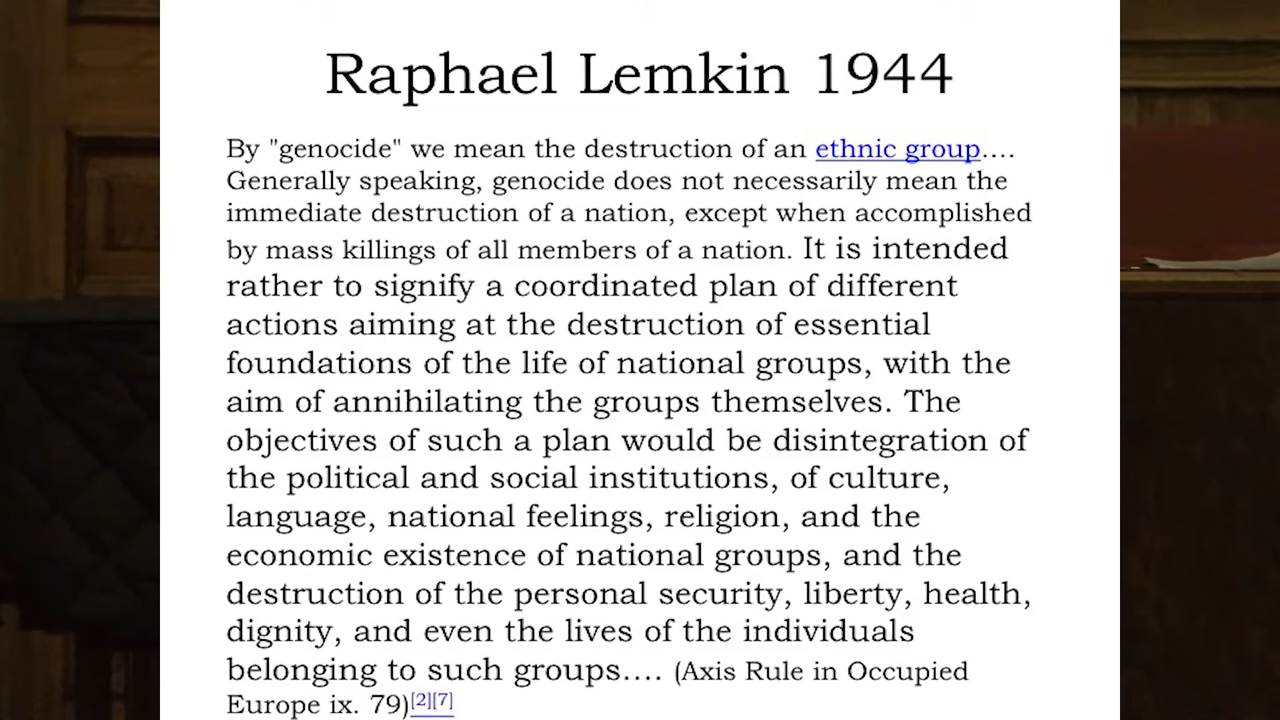 Raphael Lemkin 1944
By "genocide" we mean the destruction of an ethnic group....
Generally speaking, genocide does not necessarily mean the
immediate destruction of a nation, except when accomplished
by mass killings of all members of a nation. It is intended
rather to signify a coordinated plan of different
actions aiming at the destruction of essential
foundations of the life of national groups, with the
aim of annihilating the groups themselves. The
objectives of such a plan would be disintegration of
the political and social institutions, of culture,
language, national feelings, religion, and the
economic existence of national groups, and the
destruction of the personal security, liberty, health,
dignity, and even the lives of the individuals
belonging to such groups.... (Axis Rule in Occupied
Europe ix. 79)[2][7]